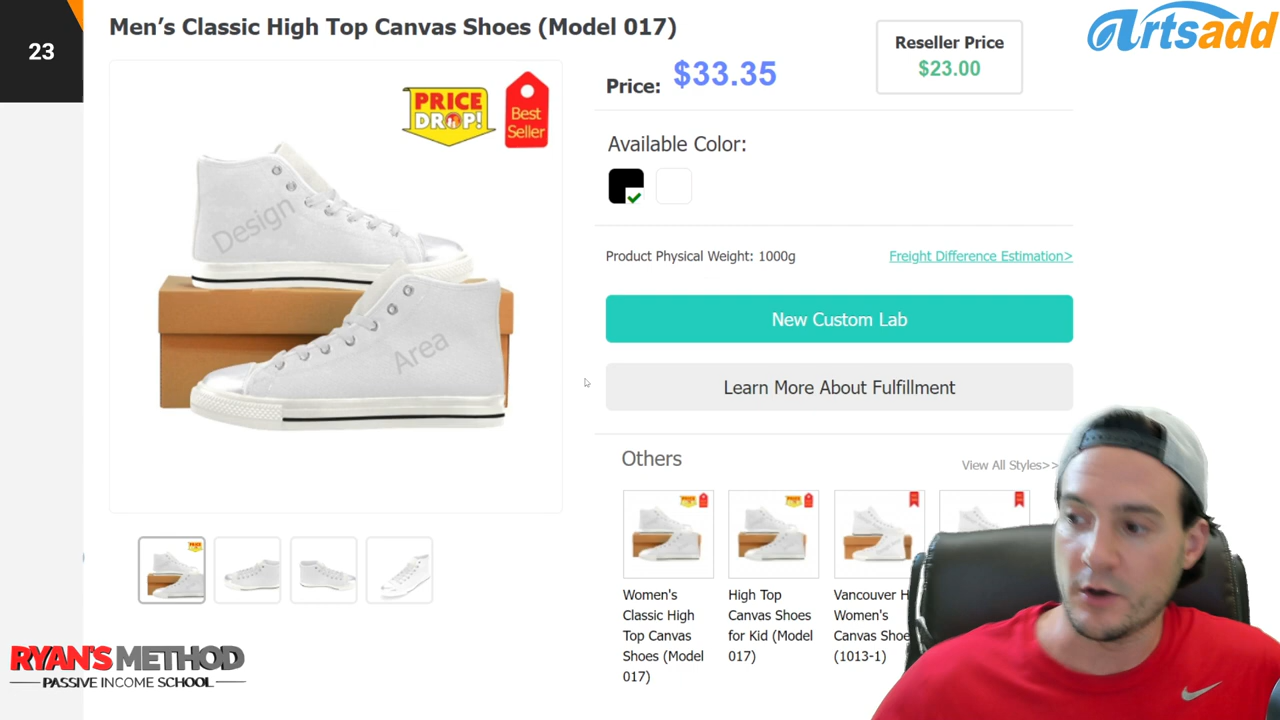 23
Men's Classic High Top Canvas Shoes (Model 017)
PRICE
DROP!
Best
Seller
Design
Area
Price: $33.35
Reseller Price
$23.00
artsadd
Available Color:
Product Physical Weight: 1000g
Freight Difference Estimation>
New Custom Lab
Learn More About Fulfillment
Others
View All Styles>>
Women's
Classic High
Top Canvas
Shoes (Model
017)
High Top
Canvas Shoes
for Kid (Model
017)
Vancouver H
Women's
Canvas Shoe
(1013-1)
RYAN'S METHOD
PASSIVE INCOME SCHOOL